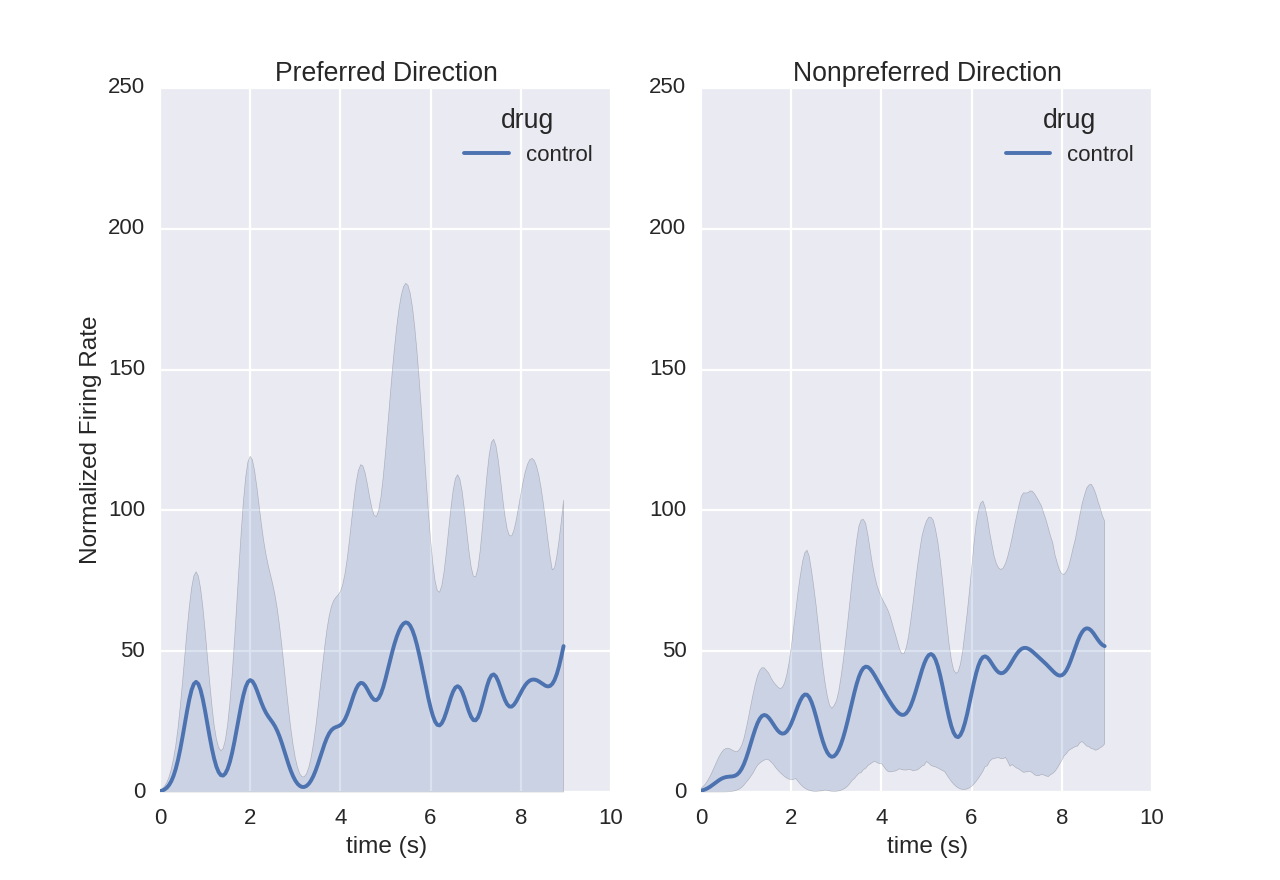 Preferred Direction
Nonpreferred Direction
250
200
150
100
50
0
0 2 4 6 8 10
time (s)
Normalized Firing Rate
drug
control
250
200
150
100
50
0
0 2 4 6 8 10
time (s)
drug
control